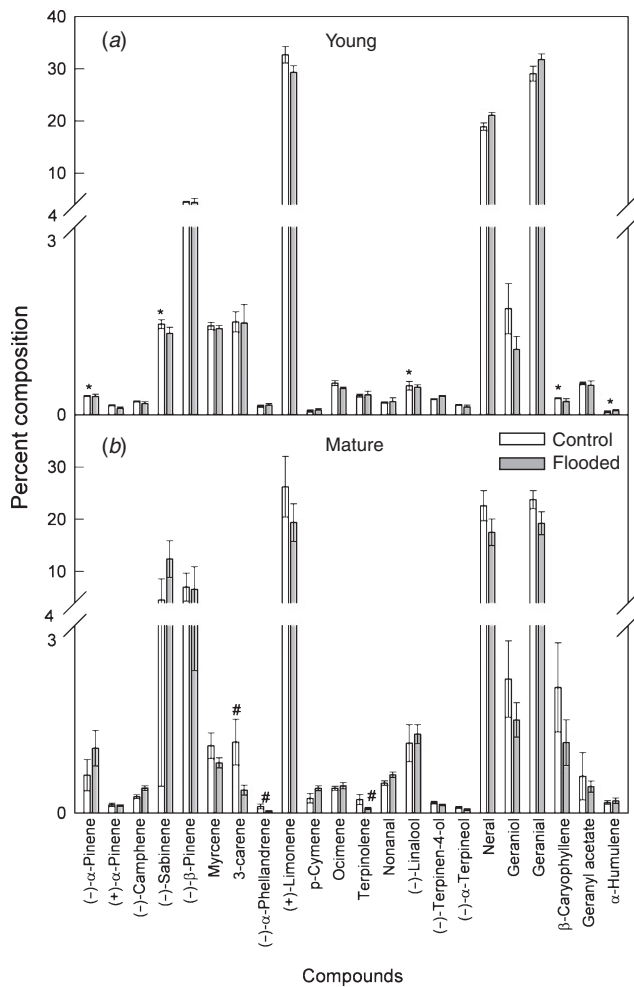 40
(a)
Young
30
20
10
4
3
*
*
*
*
*
0
Percent composition
(b)
Mature
Control
Flooded
30
20
10
4
3
#
#
#
0
(−)-α-Pinene
(+)-α-Pinene
(−)-Camphene
(−)-Sabinene
(−)-β-Pinene
Myrcene
3-carene
(−)-α-Phellandrene
(+)-Limonene
p-Cymene
Ocimene
Terpinolene
Nonanal
(−)-Linalool
(−)-Terpinen-4-ol
(−)-α-Terpineol
Neral
Geraniol
Geranial
β-Caryophyllene
Geranyl acetate
α-Humulene
Compounds